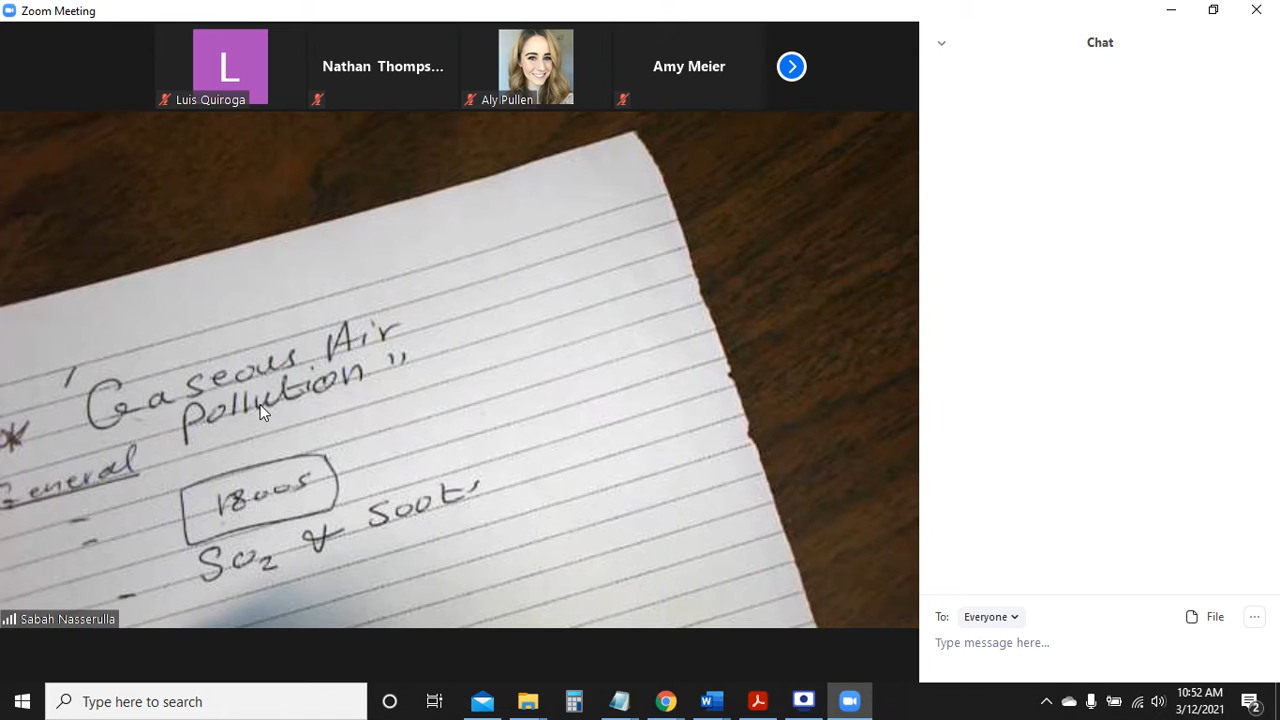 Zoom Meeting
L
Luis Quiroga
Nathan Thomps...
Aly Pullen
Amy Meier
Chat
" Gaseous Air
Pollution "
General
- 1800s
-
SO2 & Soot.
-
Sabah Nasserulla
To: Everyone File ...
Type message here...
Type here to search
10:52 AM
3/12/2021
2